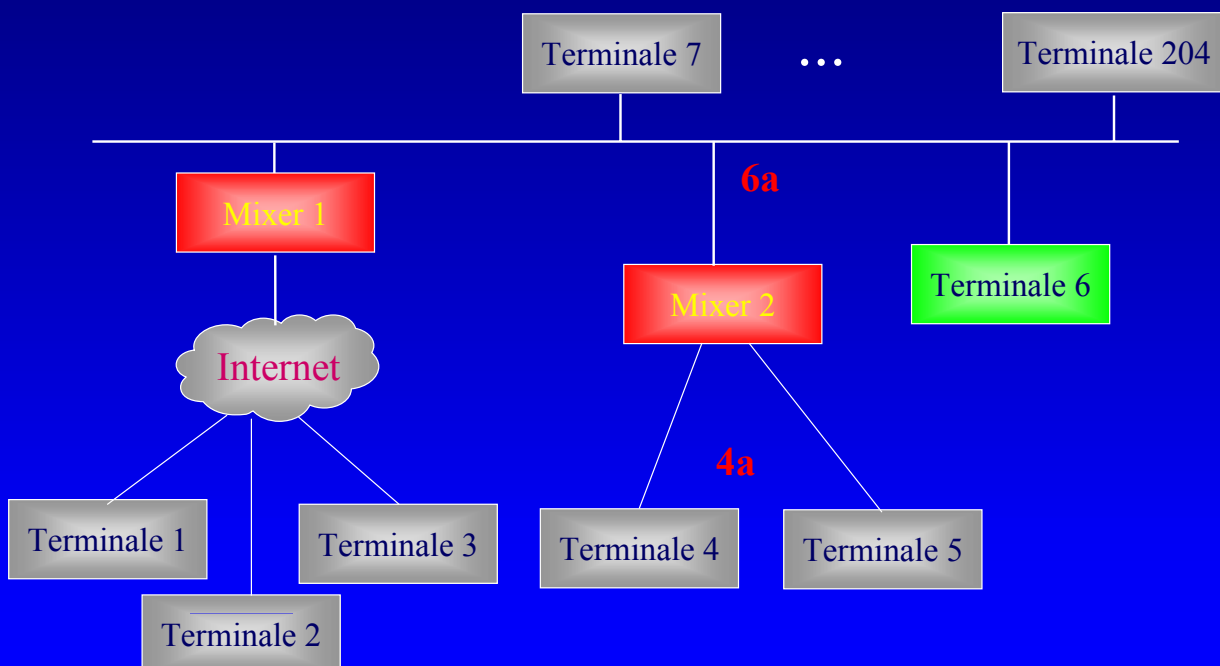 Terminale 7
...
Terminale 204
6a
Mixer 1
Terminale 6
Mixer 2
Internet
4a
Terminale 1
Terminale 3
Terminale 4
Terminale 5
Terminale 2